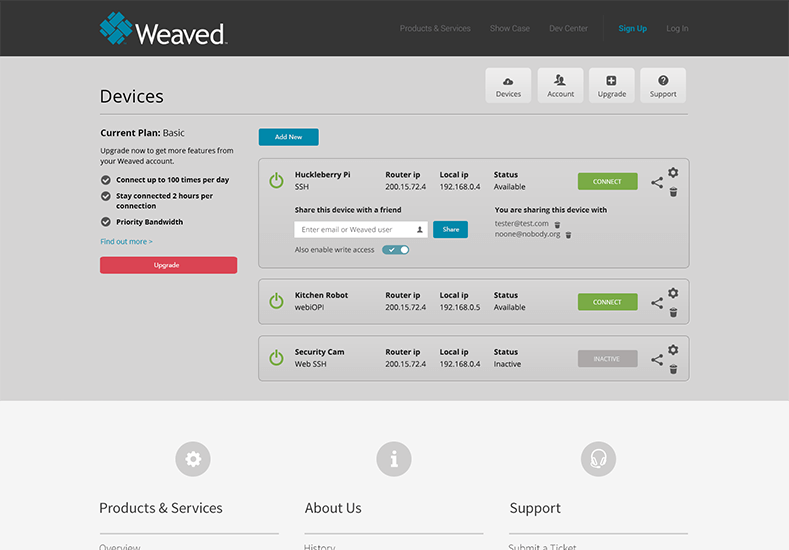 Weaved
Products & Services Show Case Dev Center Sign Up Log In
Devices
Devices Account Upgrade Support
Current Plan: Basic
Upgrade now to get more features from
your Weaved account.
Connect up to 100 times per day
Stay connected 2 hours per
connection
Priority Bandwidth
Find out more >
Upgrade
Add New
Huckleberry Pi Router ip Local ip Status
SSH 200.15.72.4 192.168.0.4 Available
CONNECT
Share this device with a friend
Enter email or Weaved user
Share
Also enable write access
You are sharing this device with
tester@test.com
noone@nobody.org
Kitchen Robot Router ip Local ip Status
webiOPI 200.15.72.4 192.168.0.5 Available
CONNECT
Security Cam Router ip Local ip Status
Web SSH 200.15.72.4 192.168.0.4 Inactive
INACTIVE
Products & Services
About Us
Support
Overview
History
Submit a Ticket